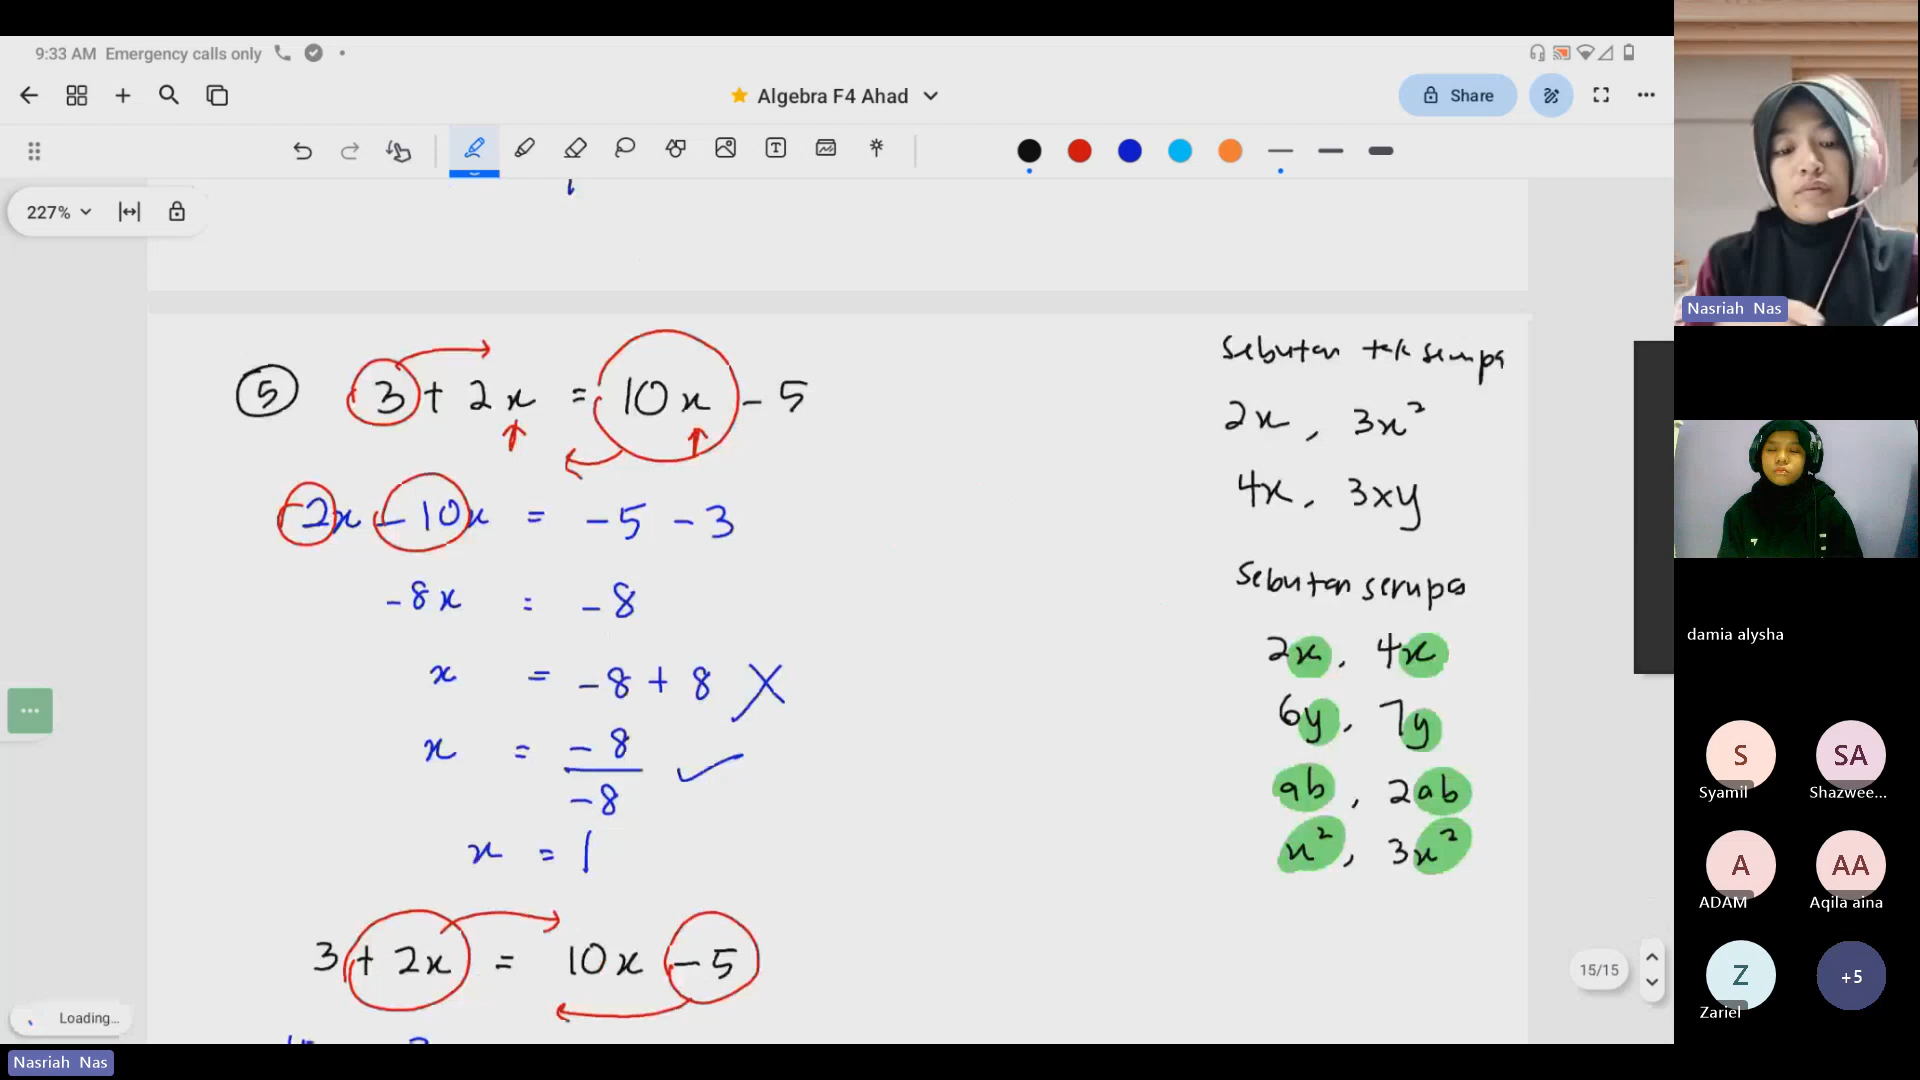 9:33 AM Emergency calls only
Algebra F4 Ahad
Share
227%
⑤ 3 + 2x = 10x - 5
2x - 10x = -5 - 3
-8x = -8
x = -8 + 8 ✗
x = -8/-8 ✓
x = 1
3 + 2x = 10x - 5
Sebutan tak serupa
2x , 3x²
4x , 3xy
Sebutan serupa
2x , 4x
6y , 7y
ab , 2ab
x² , 3x²
15/15
Loading...
Nasriah Nas
Nasriah Nas
damia alysha
S
Syamil
SA
Shazwee...
A
ADAM
AA
Aqila aina
Z
Zariel
+5